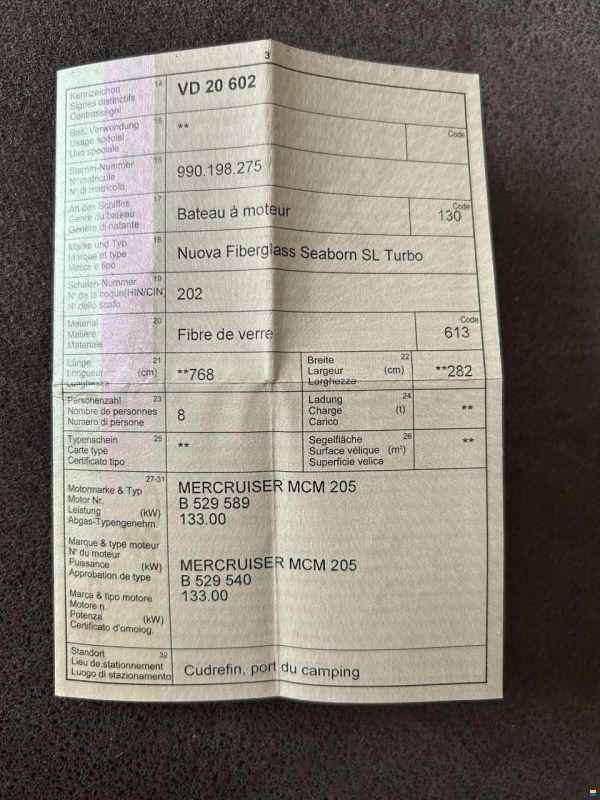 3
Kennzeichen 14
Signes distinctifs
Contrassegni
VD 20 602
Bes. Verwendung 15
Usage spécial
Uso speciale
**
Code
Stamm-Nummer 16
N° matricule
N° di matricola
990.198.275
Art des Schiffes 17
Genre du bateau
Genere di natante
Bateau à moteur
Code
130
Marke und Typ 18
Marque et type
Marca e tipo
Nuova Fiberglass Seaborn SL Turbo
Schalen-Nummer 19
N° de la coque(HIN/CIN)
N° dello scafo
202
Material 20
Matière
Materiale
Fibre de verre
Code
613
Länge 21
Longueur (cm)
Lunghezza
**768
Breite 22
Largeur (cm)
Lorghezza
**282
Personenzahl 23
Nombre de personnes
Numero di persone
8
Ladung 24
Charge (t)
Carico
**
Typenschein 25
Carte type
Certificato tipo
**
Segelfläche 26
Surface vélique (m²)
Superficie velica
**
27-31
Motormarke & Typ
Motor Nr.
Leistung (kW)
Abgas-Typengenehm.
MERCRUISER MCM 205
B 529 589
133.00
Marque & type moteur
N° du moteur
Puissance (kW)
Approbation de type
MERCRUISER MCM 205
B 529 540
133.00
Marca & tipo motore
Motore n.
Potenza (kW)
Certificato d'omolog.
Standort 32
Lieu de stationnement
Luogo di stazionamento
Cudrefin, port du camping